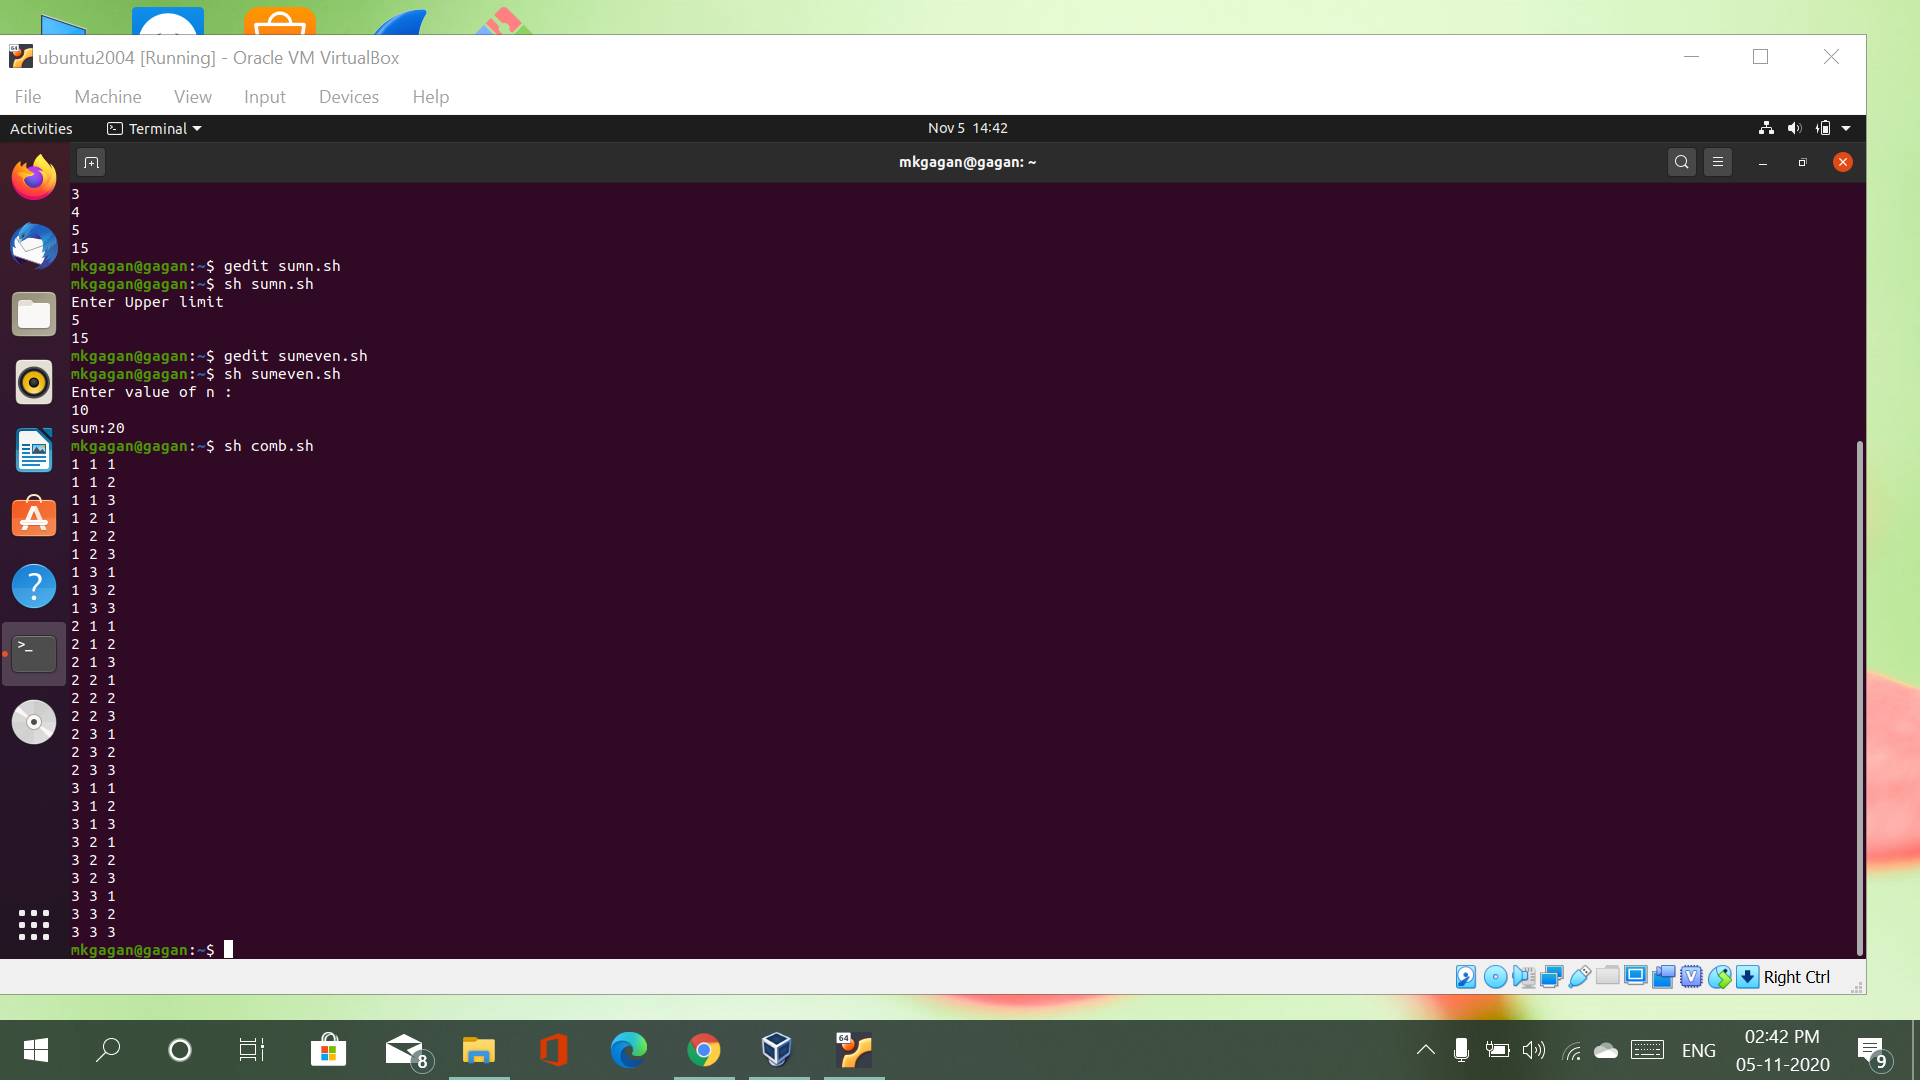 ubuntu2004 [Running] - Oracle VM VirtualBox
File Machine View Input Devices Help
Activities Terminal Nov 5 14:42
mkgagan@gagan: ~
3
4
5
15
mkgagan@gagan:~$ gedit sumn.sh
mkgagan@gagan:~$ sh sumn.sh
Enter Upper limit
5
15
mkgagan@gagan:~$ gedit sumeven.sh
mkgagan@gagan:~$ sh sumeven.sh
Enter value of n :
10
sum:20
mkgagan@gagan:~$ sh comb.sh
1 1 1
1 1 2
1 1 3
1 2 1
1 2 2
1 2 3
1 3 1
1 3 2
1 3 3
2 1 1
2 1 2
2 1 3
2 2 1
2 2 2
2 2 3
2 3 1
2 3 2
2 3 3
3 1 1
3 1 2
3 1 3
3 2 1
3 2 2
3 2 3
3 3 1
3 3 2
3 3 3
mkgagan@gagan:~$
Right Ctrl
8
64
ENG
02:42 PM
05-11-2020
9